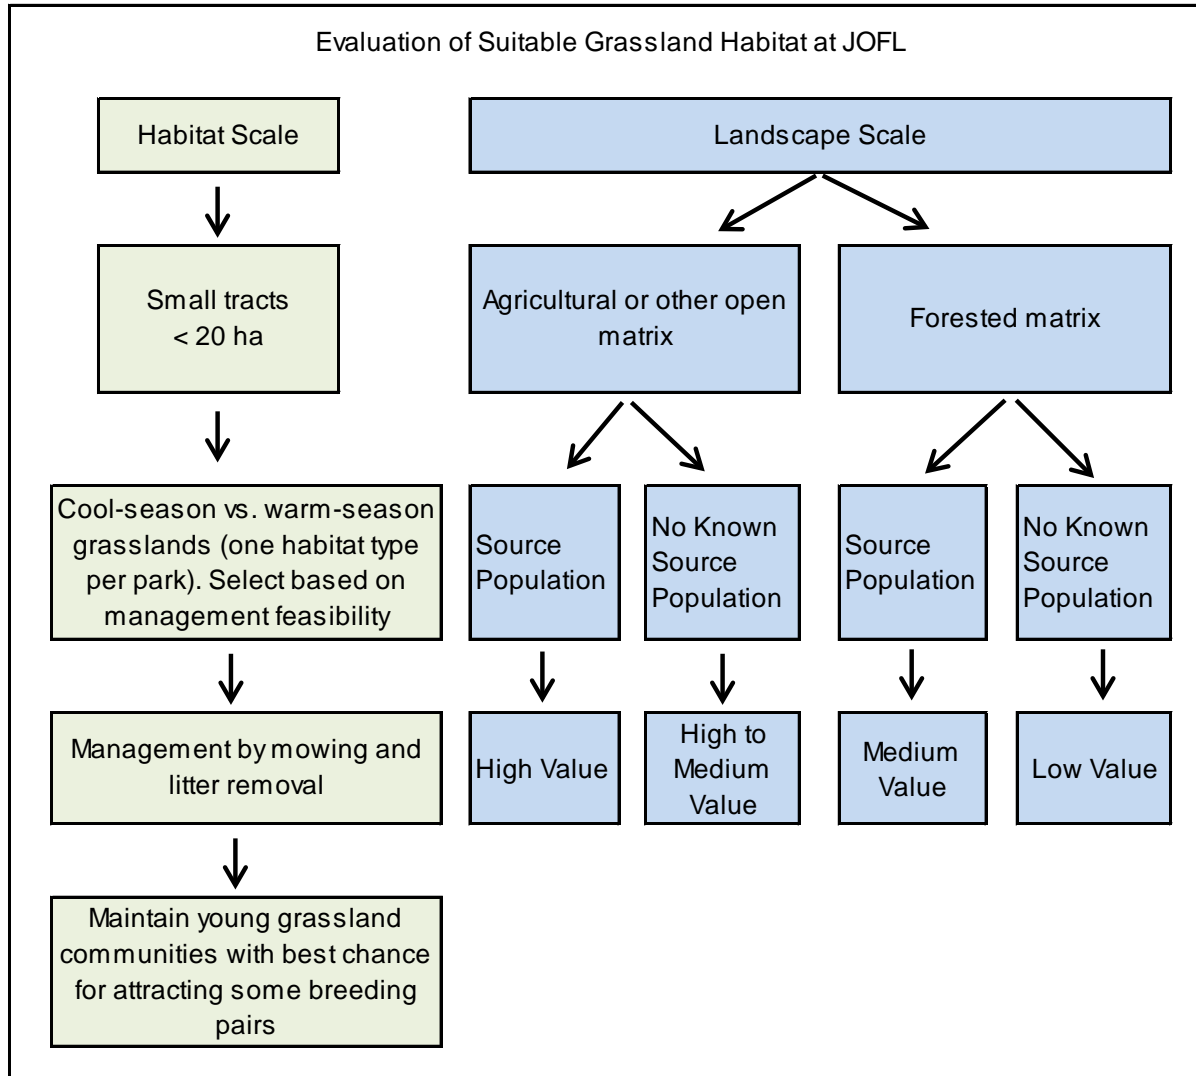 Evaluation of Suitable Grassland Habitat at JOFL
Habitat Scale
Landscape Scale
Small tracts
< 20 ha
Agricultural or other open
matrix
Forested matrix
Cool-season vs. warm-season
grasslands (one habitat type
per park). Select based on
management feasibility
Source
Population
No Known
Source
Population
Source
Population
No Known
Source
Population
Management by mowing and
litter removal
High Value
High to
Medium
Value
Medium
Value
Low Value
Maintain young grassland
communities with best chance
for attracting some breeding
pairs